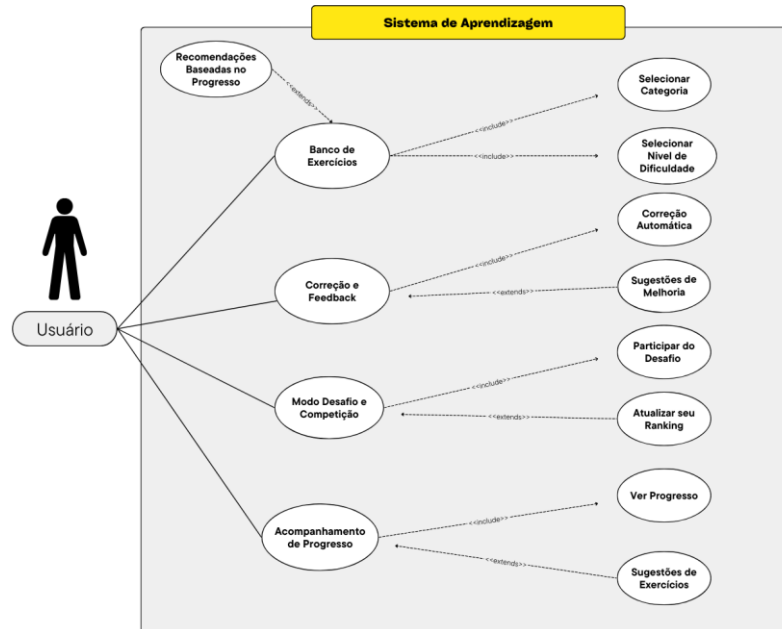 Sistema de Aprendizagem
Recomendações
Baseadas no
Progresso
<<extends>>
Selecionar
Categoria
<<include>>
Banco de
Exercícios
<<include>>
Selecionar
Nivel de
Dificuldade
Correção
Automática
<<include>>
Correção e
Feedback
<<extends>>
Sugestões de
Melhoria
Usuário
Participar do
Desafio
<<include>>
Modo Desafio e
Competição
<<extends>>
Atualizar seu
Ranking
Ver Progresso
<<include>>
Acompanhamento
de Progresso
<<extends>>
Sugestões de
Exercícios